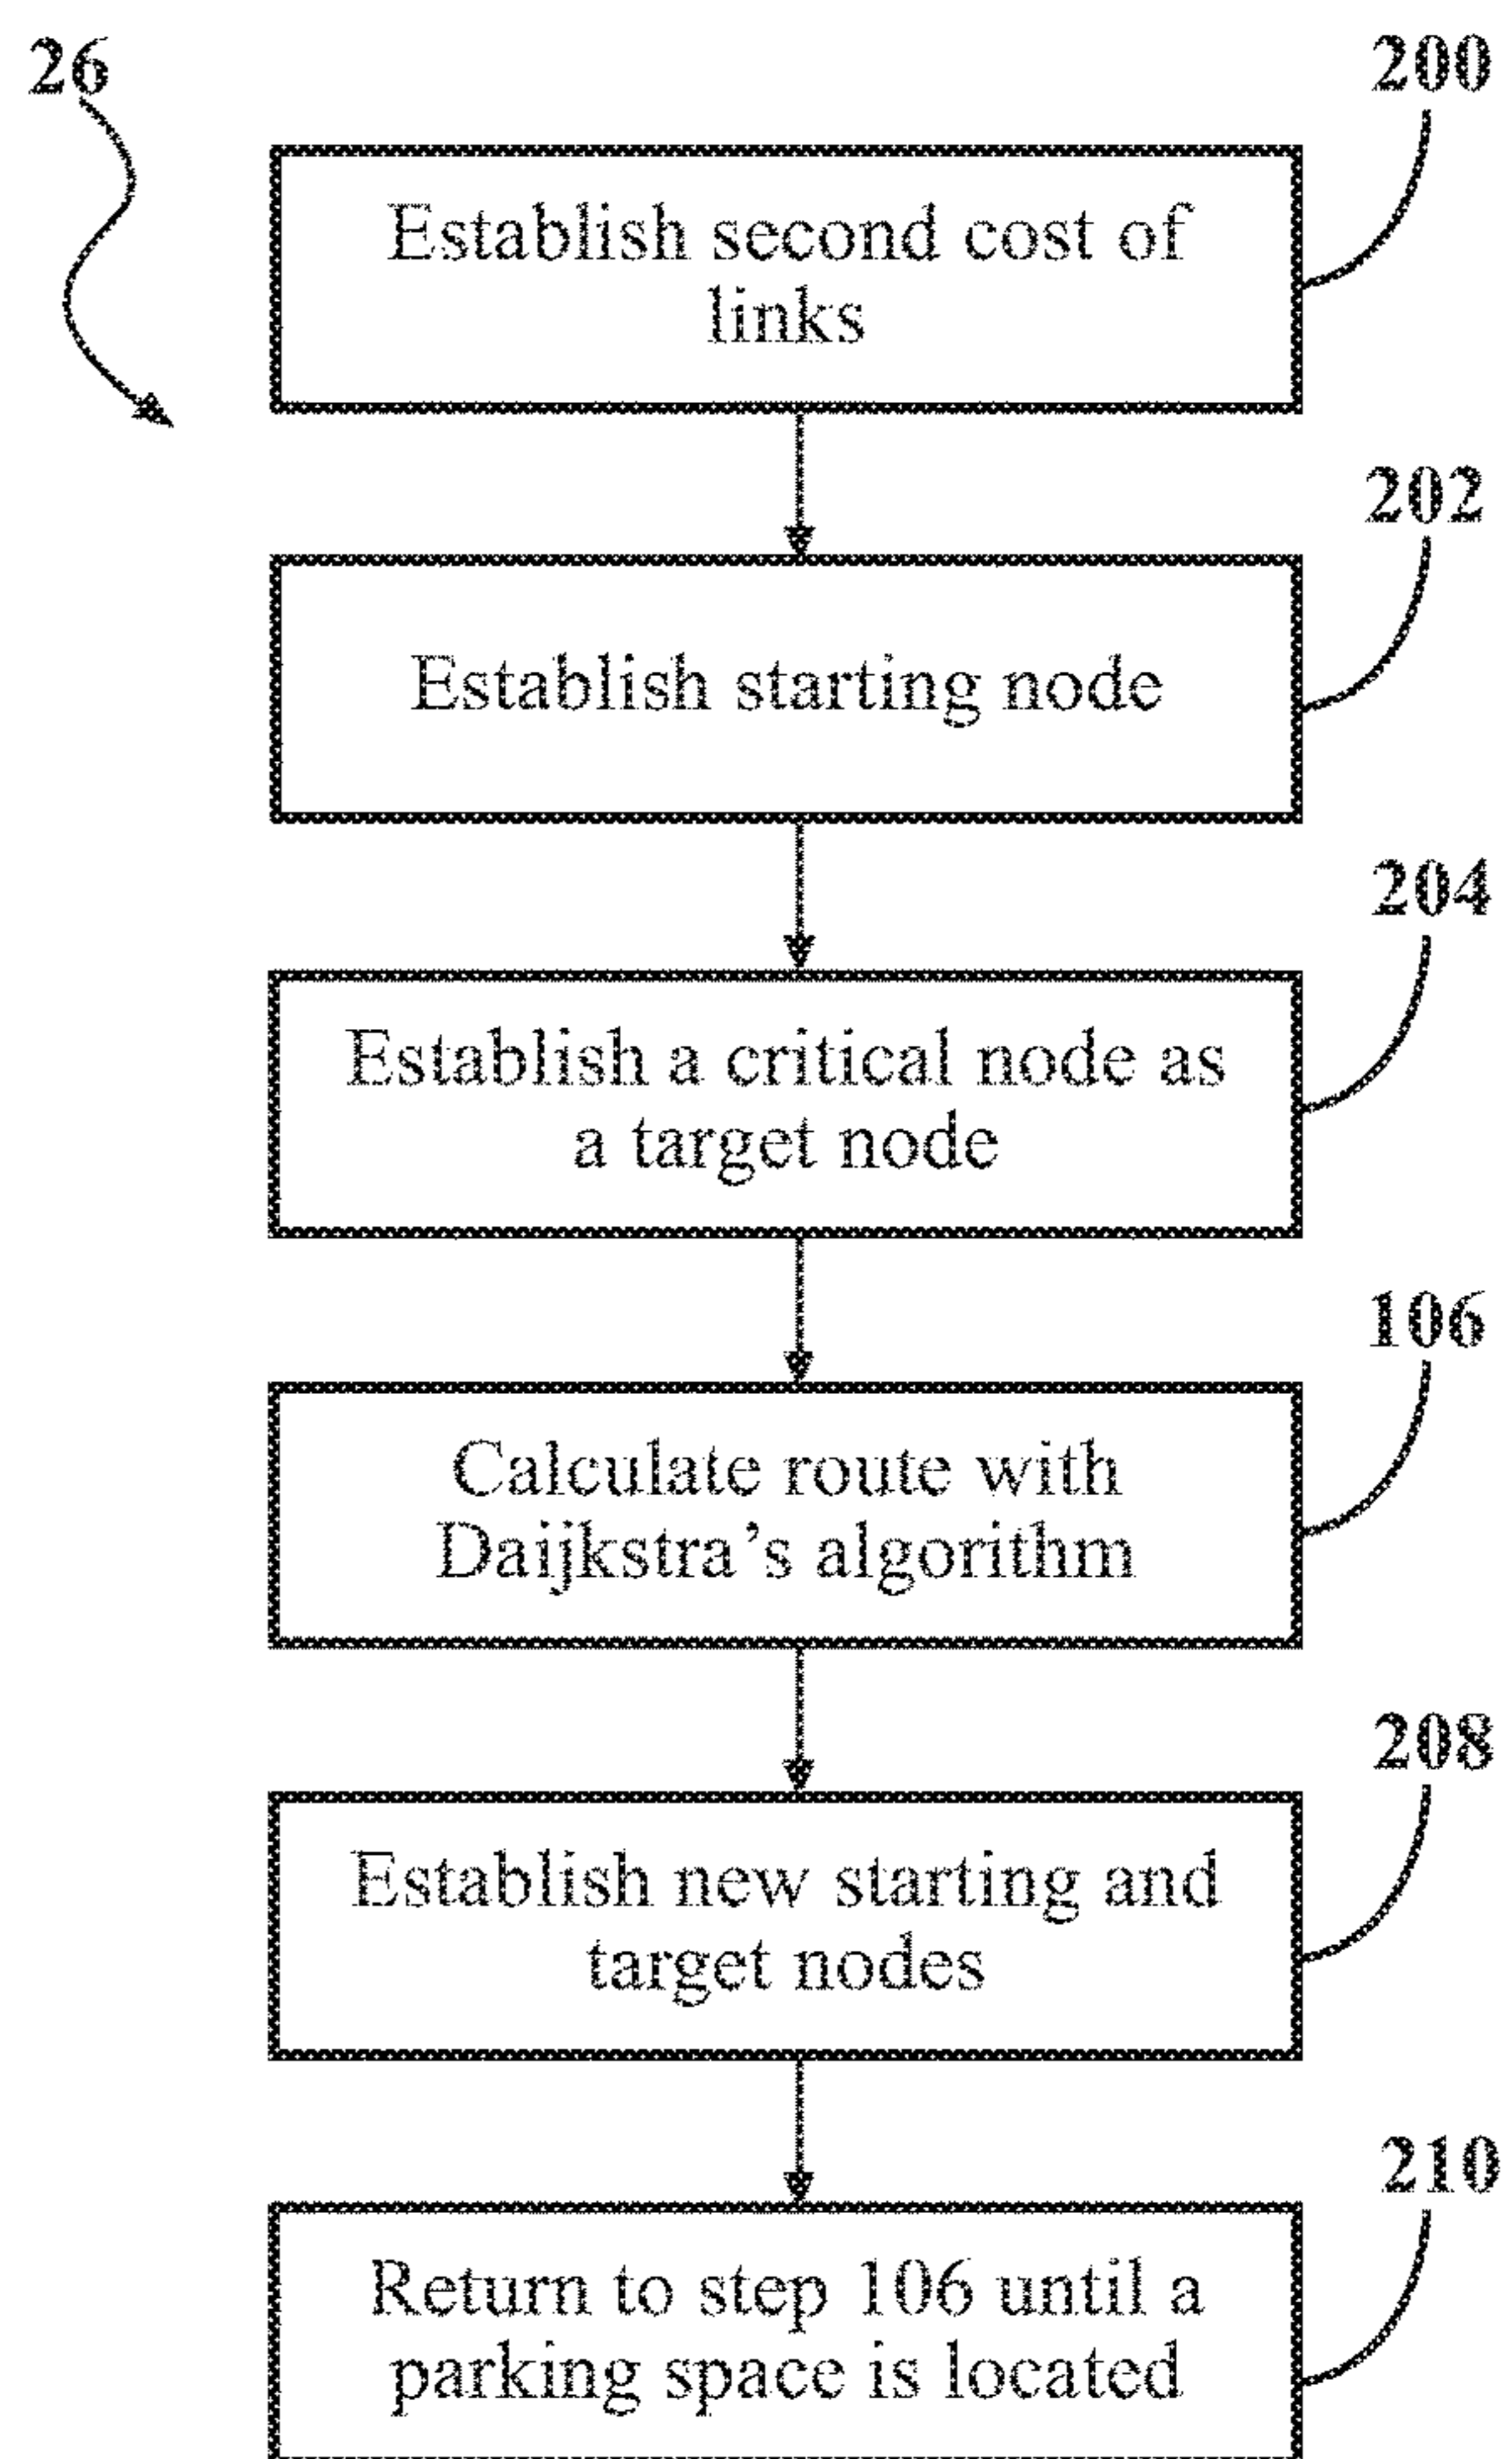 26
200
Establish second cost of
links
202
Establish starting node
204
Establish a critical node as
a target node
106
Calculate route with
Daijkstra's algorithm
208
Establish new starting and
target nodes
210
Return to step 106 until a
parking space is located